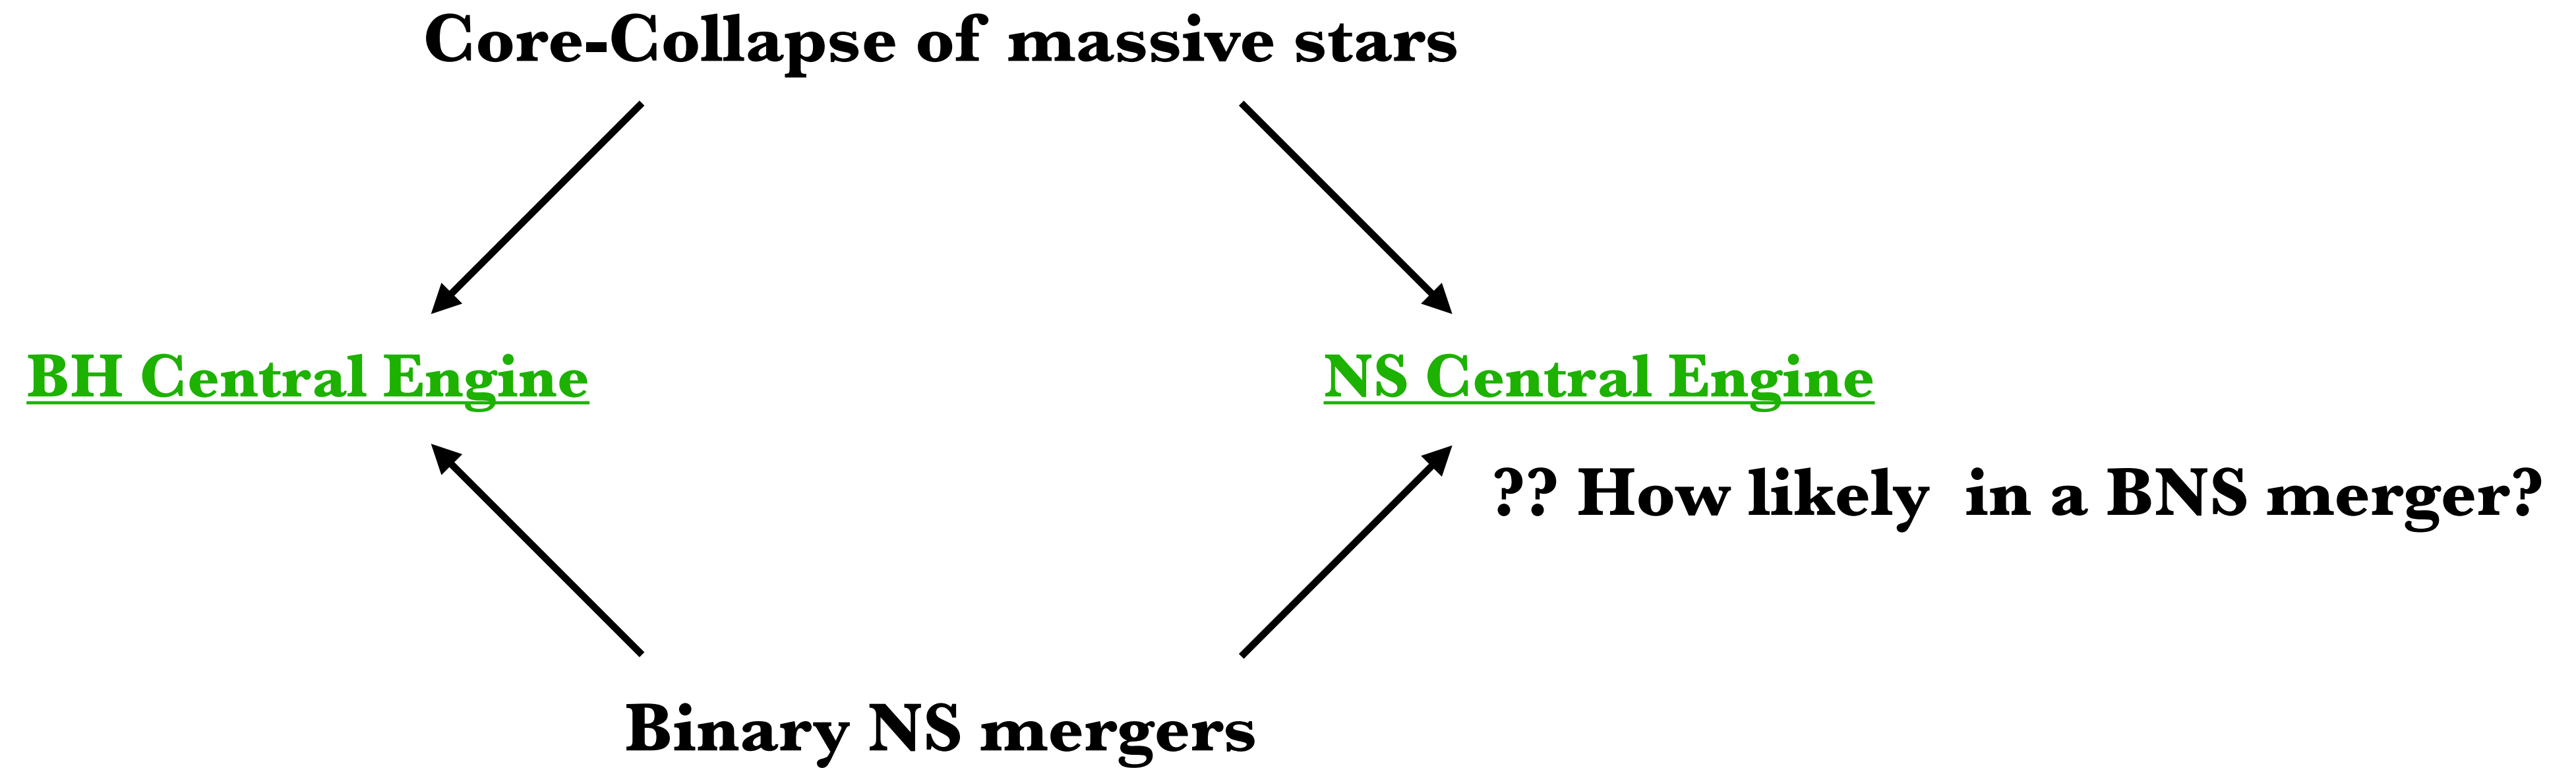 Core-Collapse of massive stars
BH Central Engine
NS Central Engine
?? How likely in a BNS merger?
Binary NS mergers